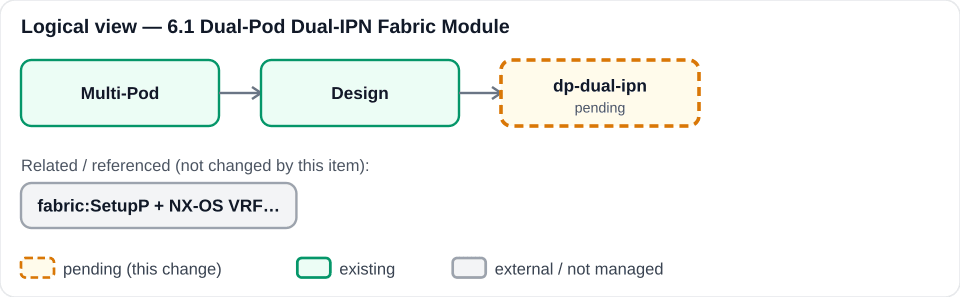 Logical view — 6.1 Dual-Pod Dual-IPN Fabric Module
Multi-Pod
Design
dp-dual-ipn
pending
Related / referenced (not changed by this item):
fabric:SetupP + NX-OS VRF…
pending (this change)
existing
external / not managed